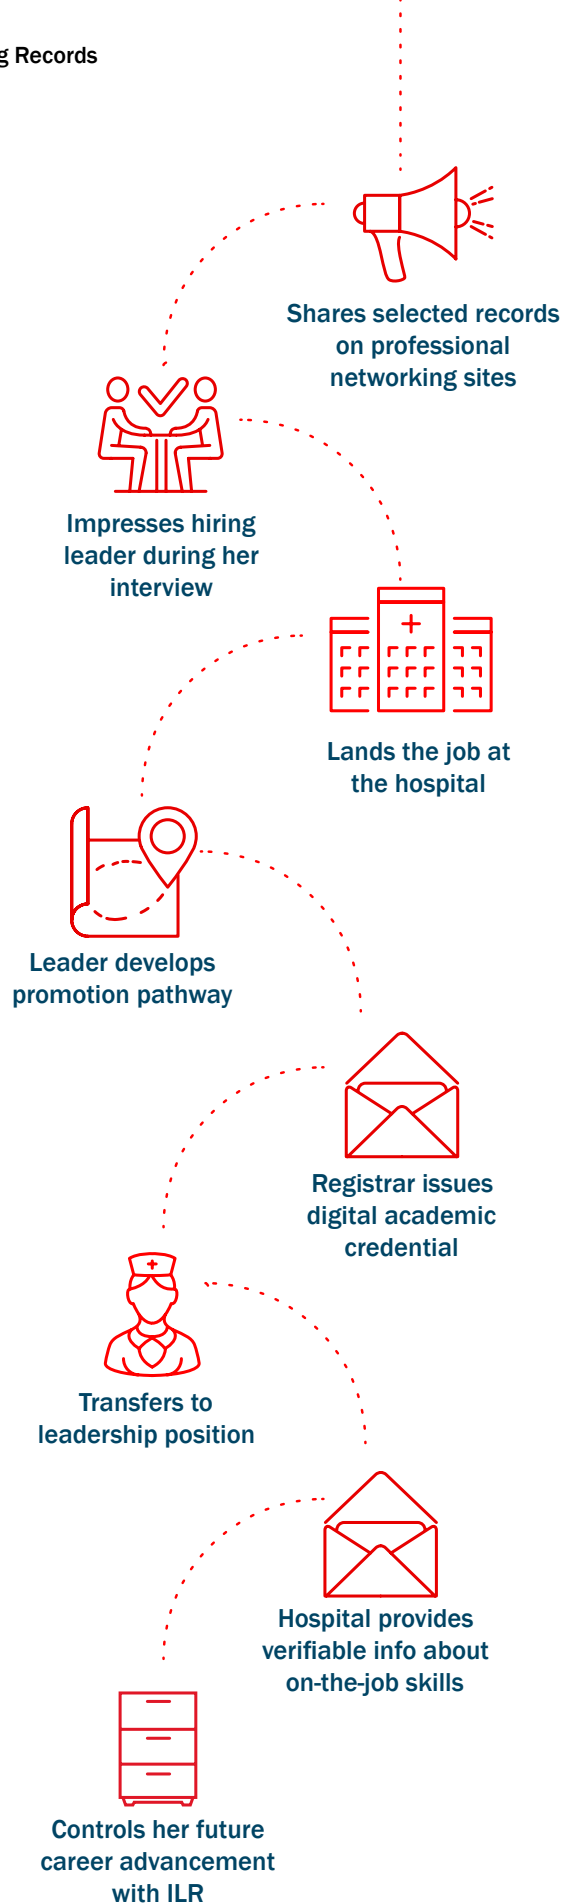 g Records
Shares selected records
on professional
networking sites
Impresses hiring
leader during her
interview
Lands the job at
the hospital
Leader develops
promotion pathway
Registrar issues
digital academic
credential
Transfers to
leadership position
Hospital provides
verifiable info about
on-the-job skills
Controls her future
career advancement
with ILR